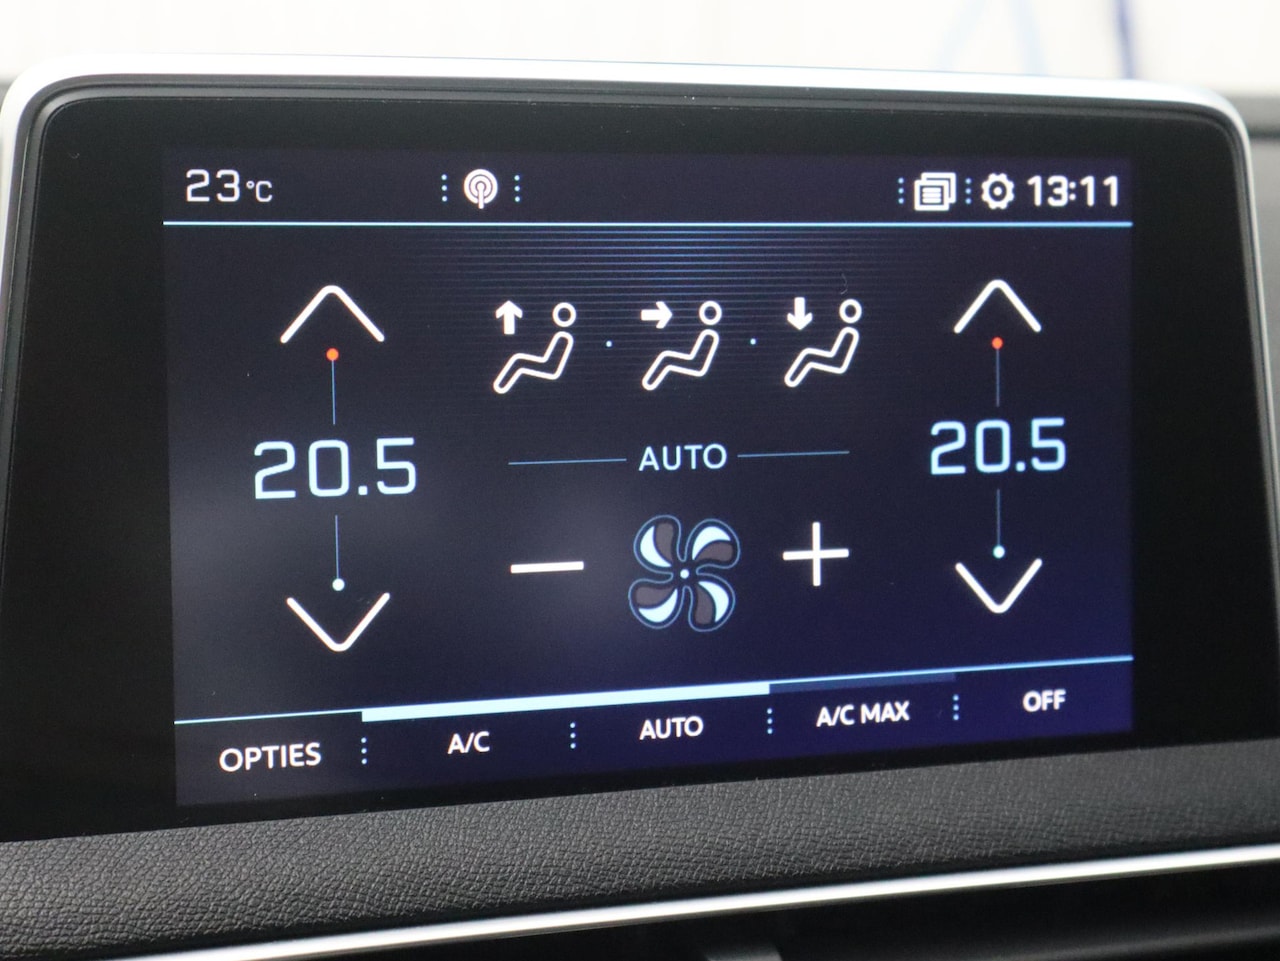 23°C
13:11
20.5
AUTO
20.5
OPTIES
A/C
AUTO
A/C MAX
OFF